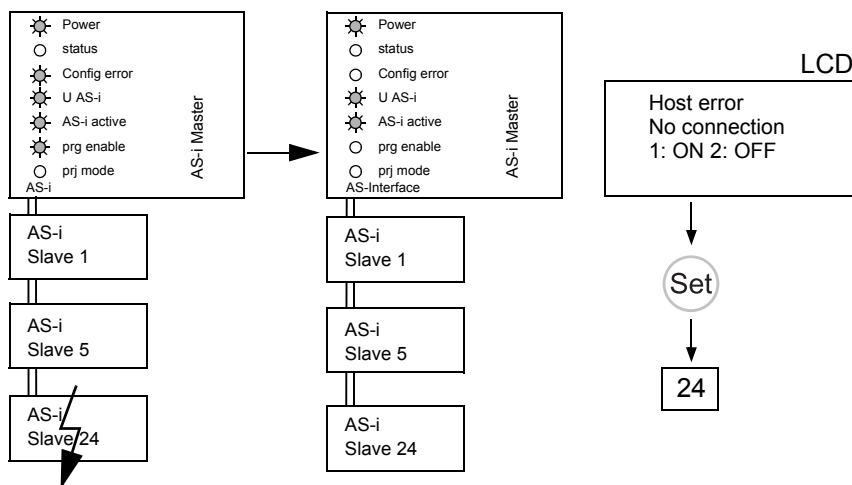 Power
status
Config error
U AS-i
AS-i active
prg enable
prj mode
AS-i
AS-i Master
AS-i
Slave 1
AS-i
Slave 5
AS-i
Slave 24
Power
status
Config error
U AS-i
AS-i active
prg enable
prj mode
AS-Interface
AS-i Master
AS-i
Slave 1
AS-i
Slave 5
AS-i
Slave 24
LCD
Host error
No connection
1: ON 2: OFF
Set
24